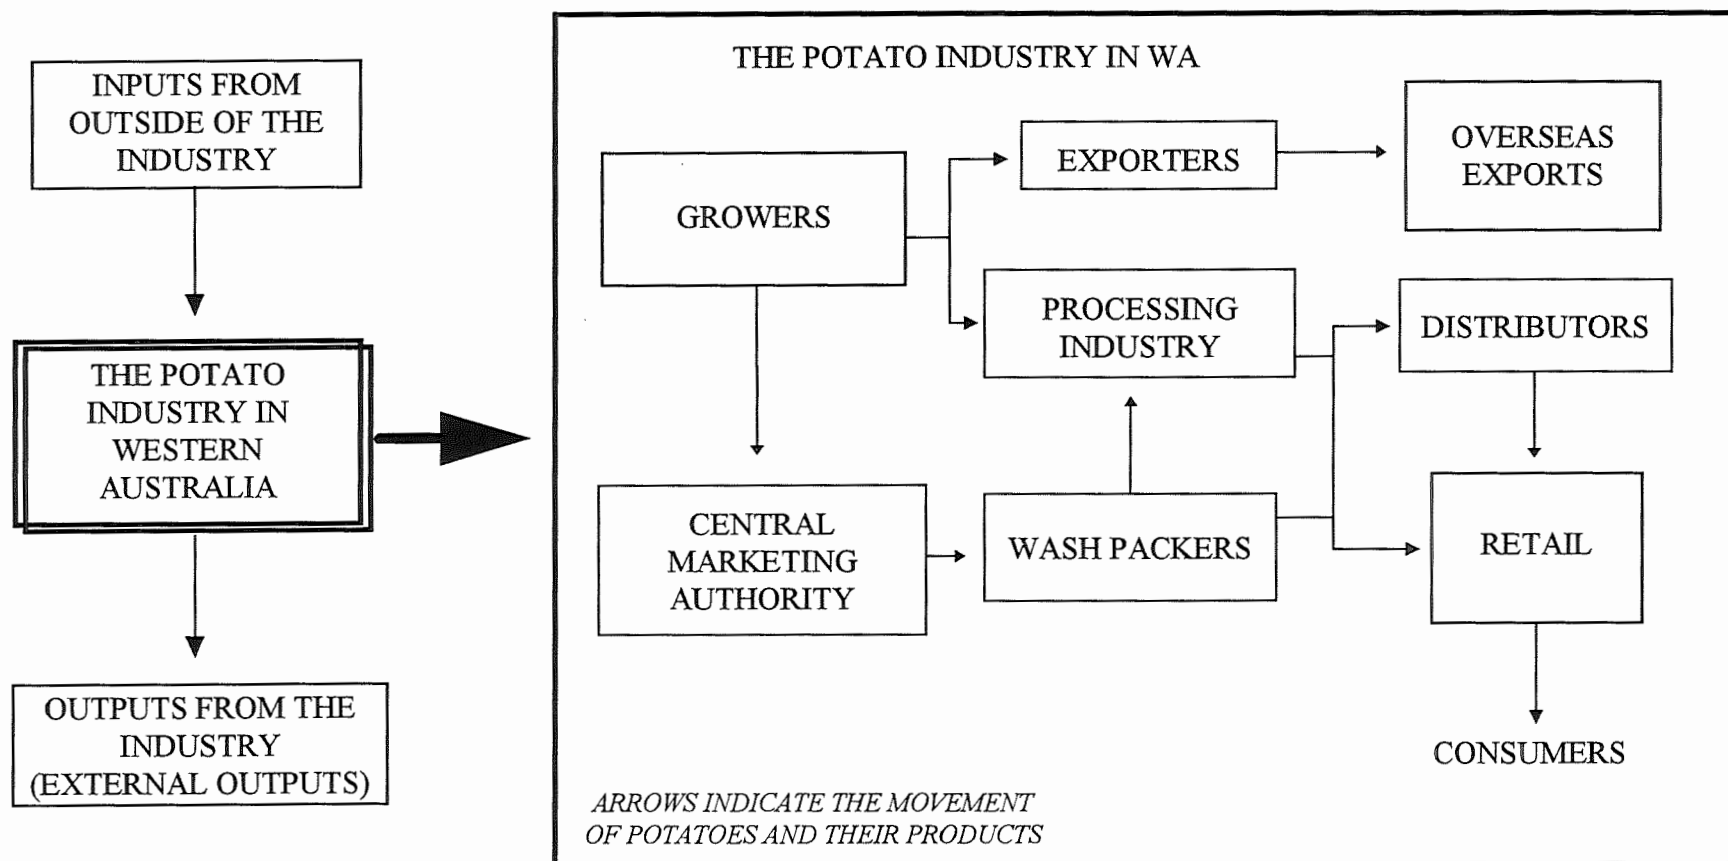 INPUTS FROM
OUTSIDE OF THE
INDUSTRY
THE POTATO
INDUSTRY IN
WESTERN
AUSTRALIA
OUTPUTS FROM THE
INDUSTRY
(EXTERNAL OUTPUTS)
THE POTATO INDUSTRY IN WA
GROWERS
EXPORTERS
OVERSEAS
EXPORTS
PROCESSING
INDUSTRY
DISTRIBUTORS
CENTRAL
MARKETING
AUTHORITY
WASH PACKERS
RETAIL
CONSUMERS
ARROWS INDICATE THE MOVEMENT
OF POTATOES AND THEIR PRODUCTS